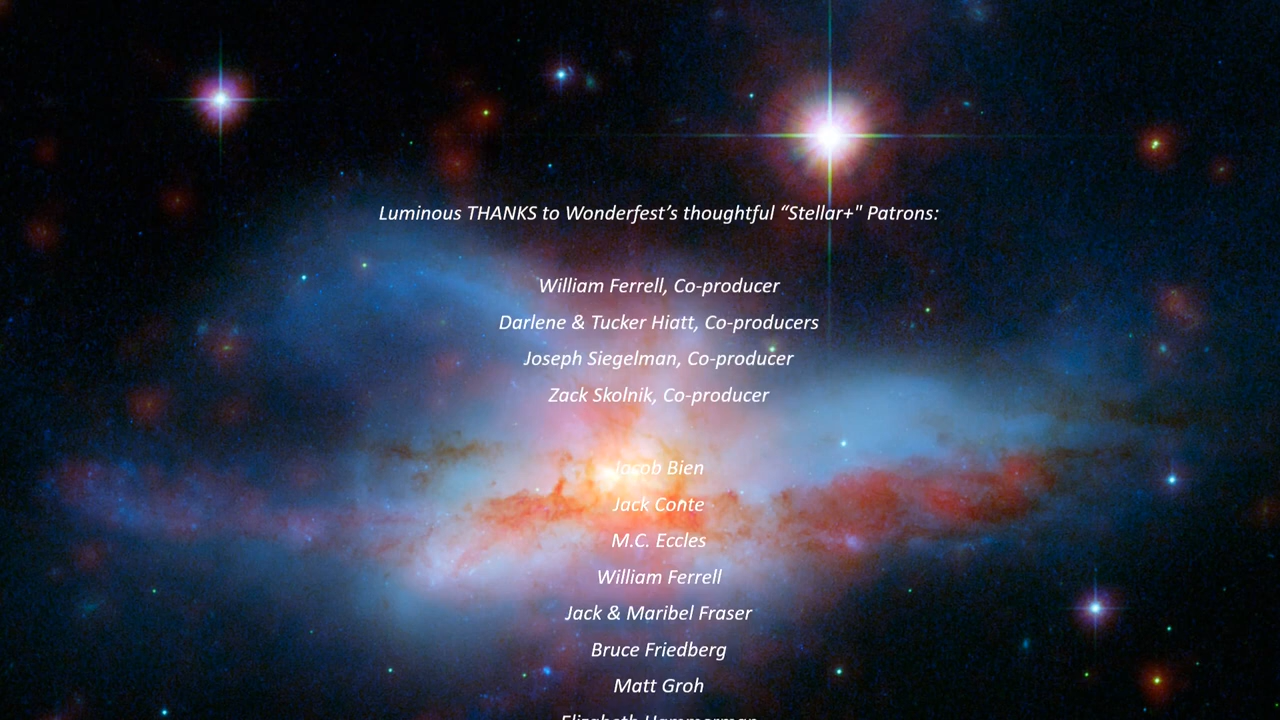 Luminous THANKS to Wonderfest’s thoughtful “Stellar+" Patrons:
William Ferrell, Co-producer
Darlene & Tucker Hiatt, Co-producers
Joseph Siegelman, Co-producer
Zack Skolnik, Co-producer
Jacob Bien
Jack Conte
M.C. Eccles
William Ferrell
Jack & Maribel Fraser
Bruce Friedberg
Matt Groh
Elizabeth Hammerman